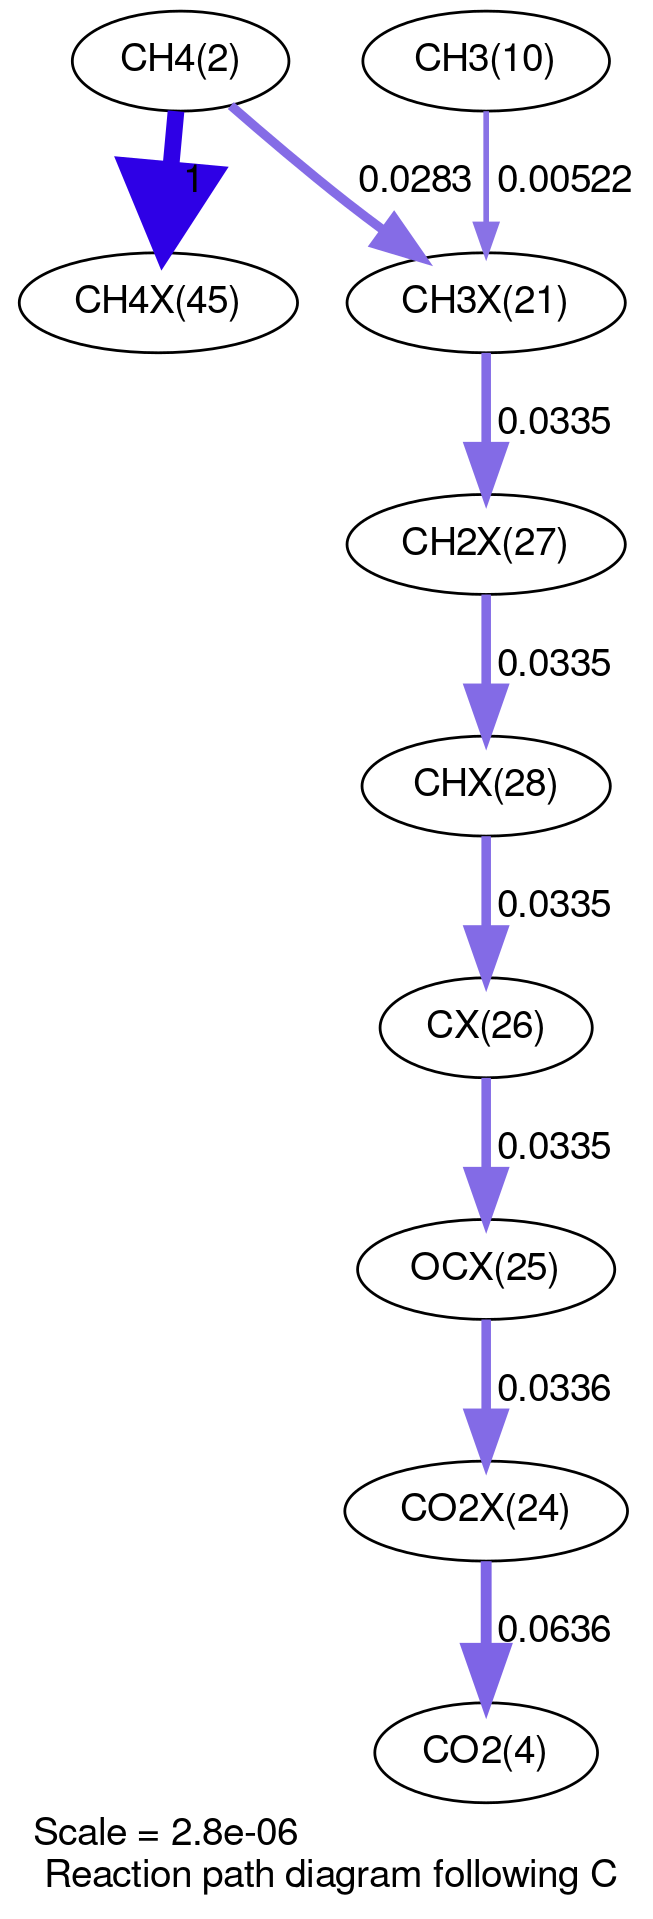 CH4(2)
CH3(10)
1
0.0283
0.00522
CH4X(45)
CH3X(21)
0.0335
CH2X(27)
0.0335
CHX(28)
0.0335
CX(26)
0.0335
OCX(25)
0.0336
CO2X(24)
0.0636
CO2(4)
Scale = 2.8e-06
Reaction path diagram following C